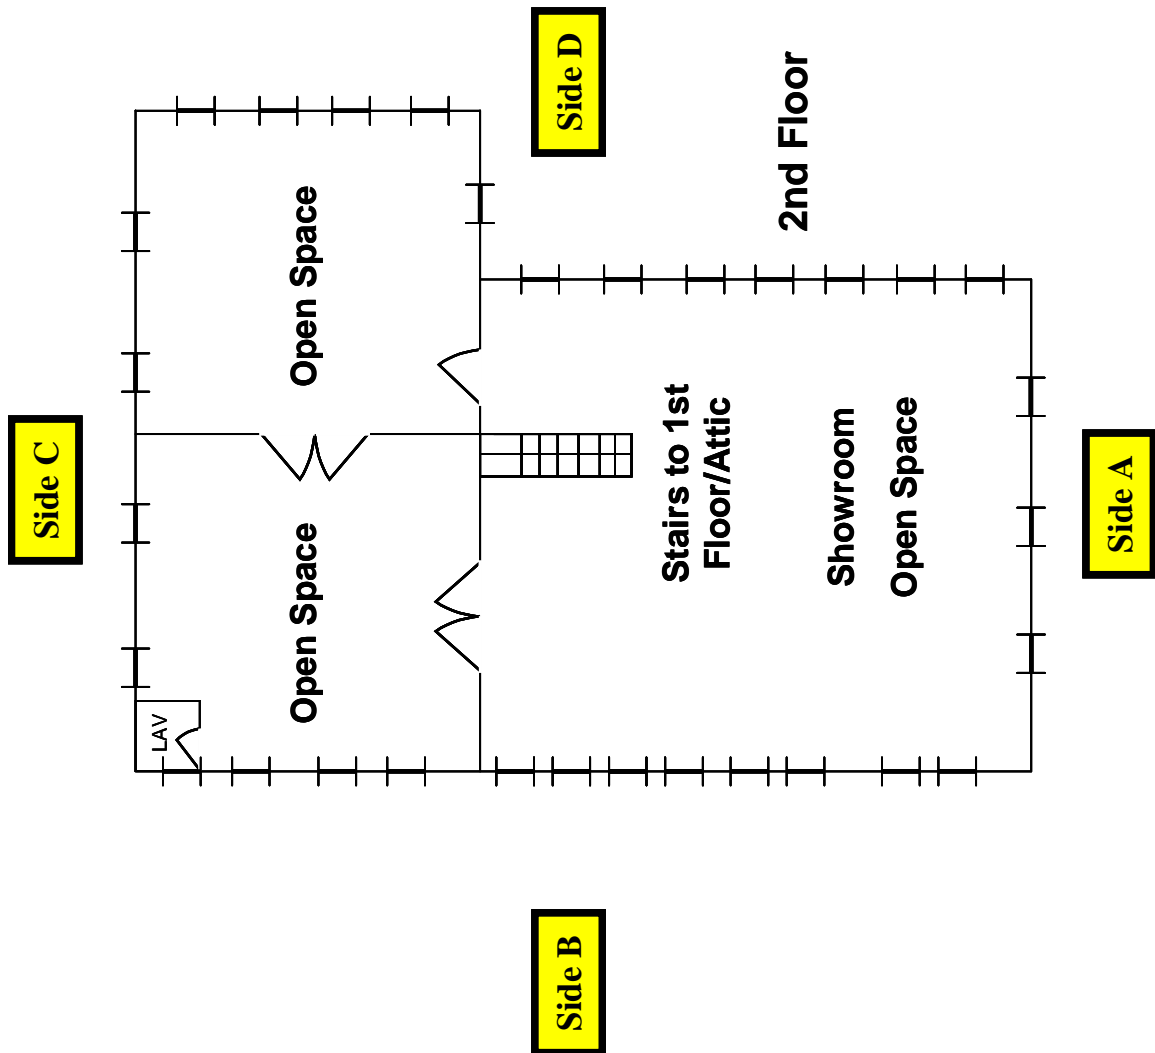 Side C
Side D
Open Space
Open Space
LAV
2nd Floor
Stairs to 1st
Floor/Attic
Showroom
Open Space
Side A
Side B